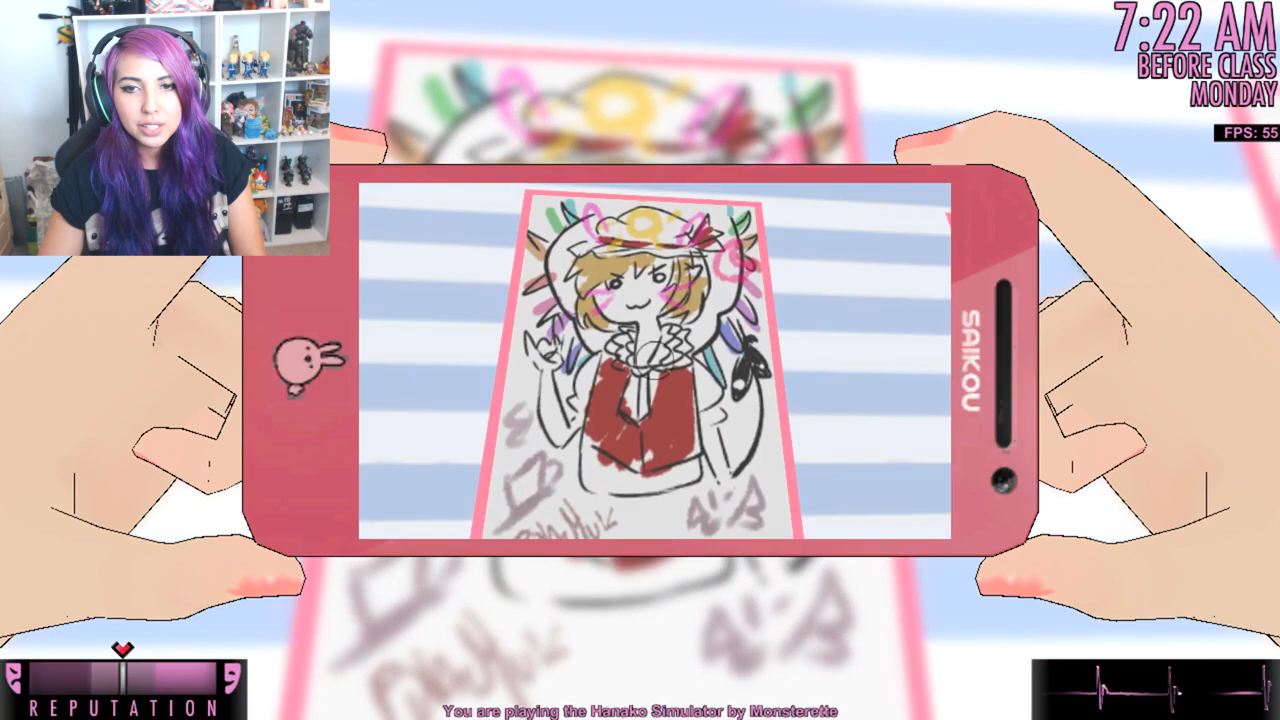 7:22 AM
BEFORE CLASS
MONDAY
FPS: 55
SAIKOU
REPUTATION
You are playing the Hanako Simulator by Monsterette